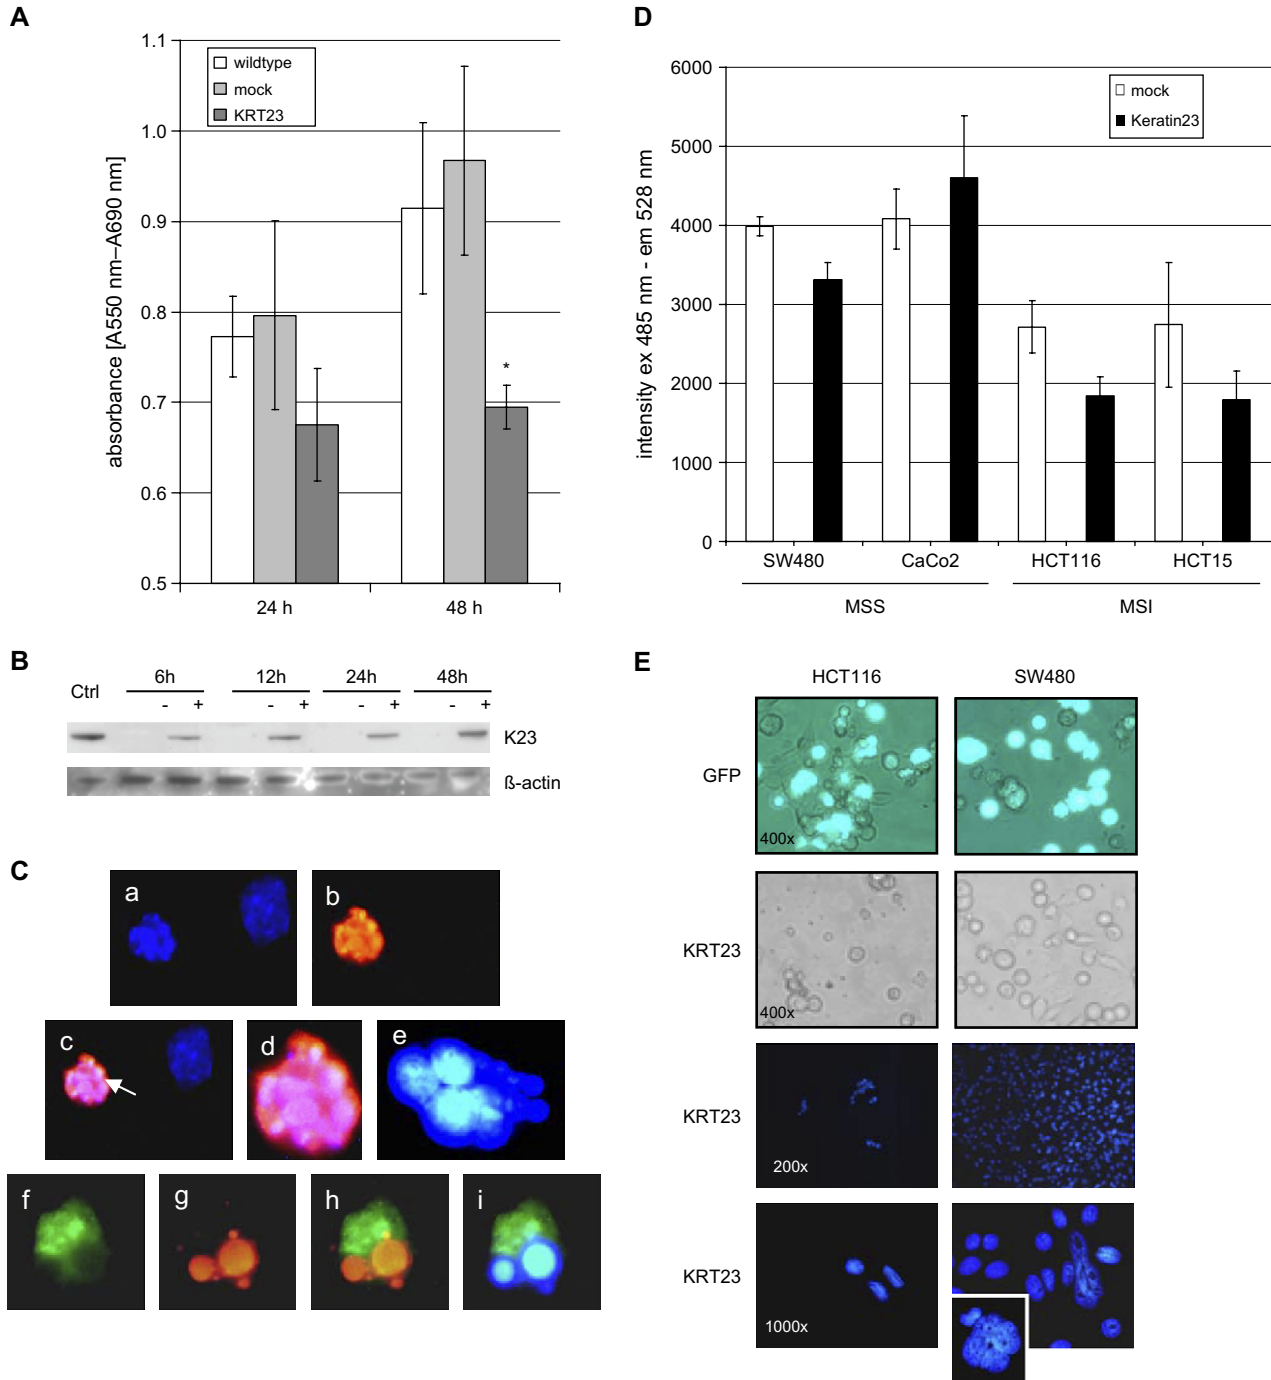 A
absorbance [A550 nm–A690 nm]
1.1
1.0
0.9
0.8
0.7
0.6
0.5
wildtype
mock
KRT23
*
24 h
48 h
B
Ctrl
6h
12h
24h
48h
- + - + - + - +
K23
ß-actin
C
a
b
c
d
e
f
g
h
i
D
intensity ex 485 nm - em 528 nm
6000
5000
4000
3000
2000
1000
0
mock
Keratin23
SW480
CaCo2
HCT116
HCT15
MSS
MSI
E
HCT116
SW480
GFP
400x
KRT23
400x
KRT23
200x
KRT23
1000x